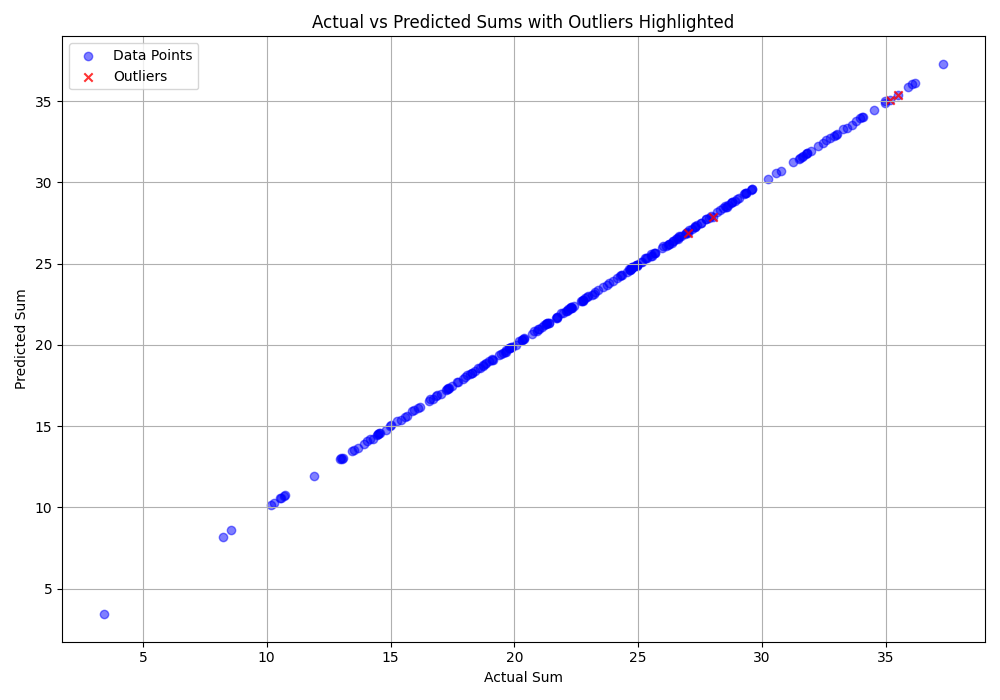 Actual vs Predicted Sums with Outliers Highlighted
Data Points
Outliers
Predicted Sum
35
30
25
20
15
10
5
5 10 15 20 25 30 35
Actual Sum